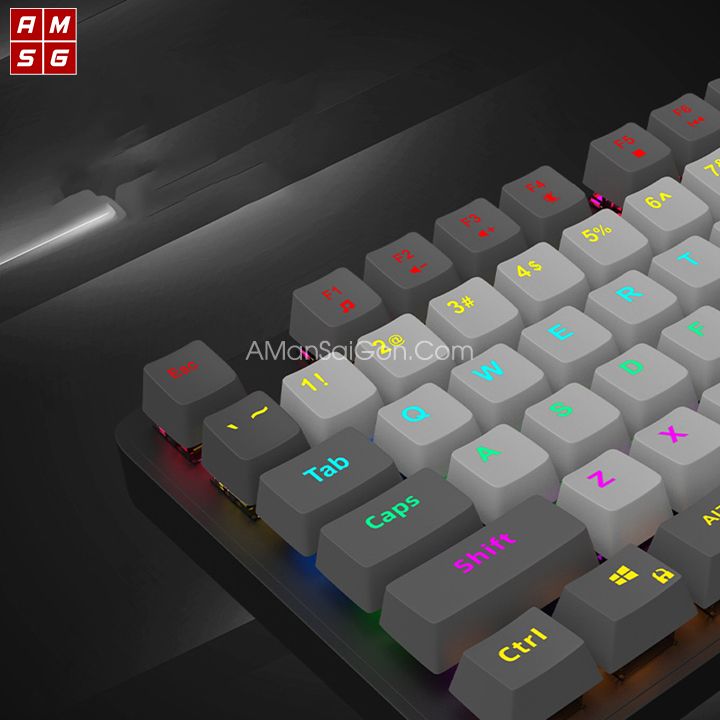 A M
S G
F6
F5
F4
F3
F2
F1
Esc
` ~
1!
2@
3#
4$
5%
6^
Tab
Q
W
E
R
T
Caps
A
S
D
F
Shift
Z
X
Ctrl
AManSaiGon.Com